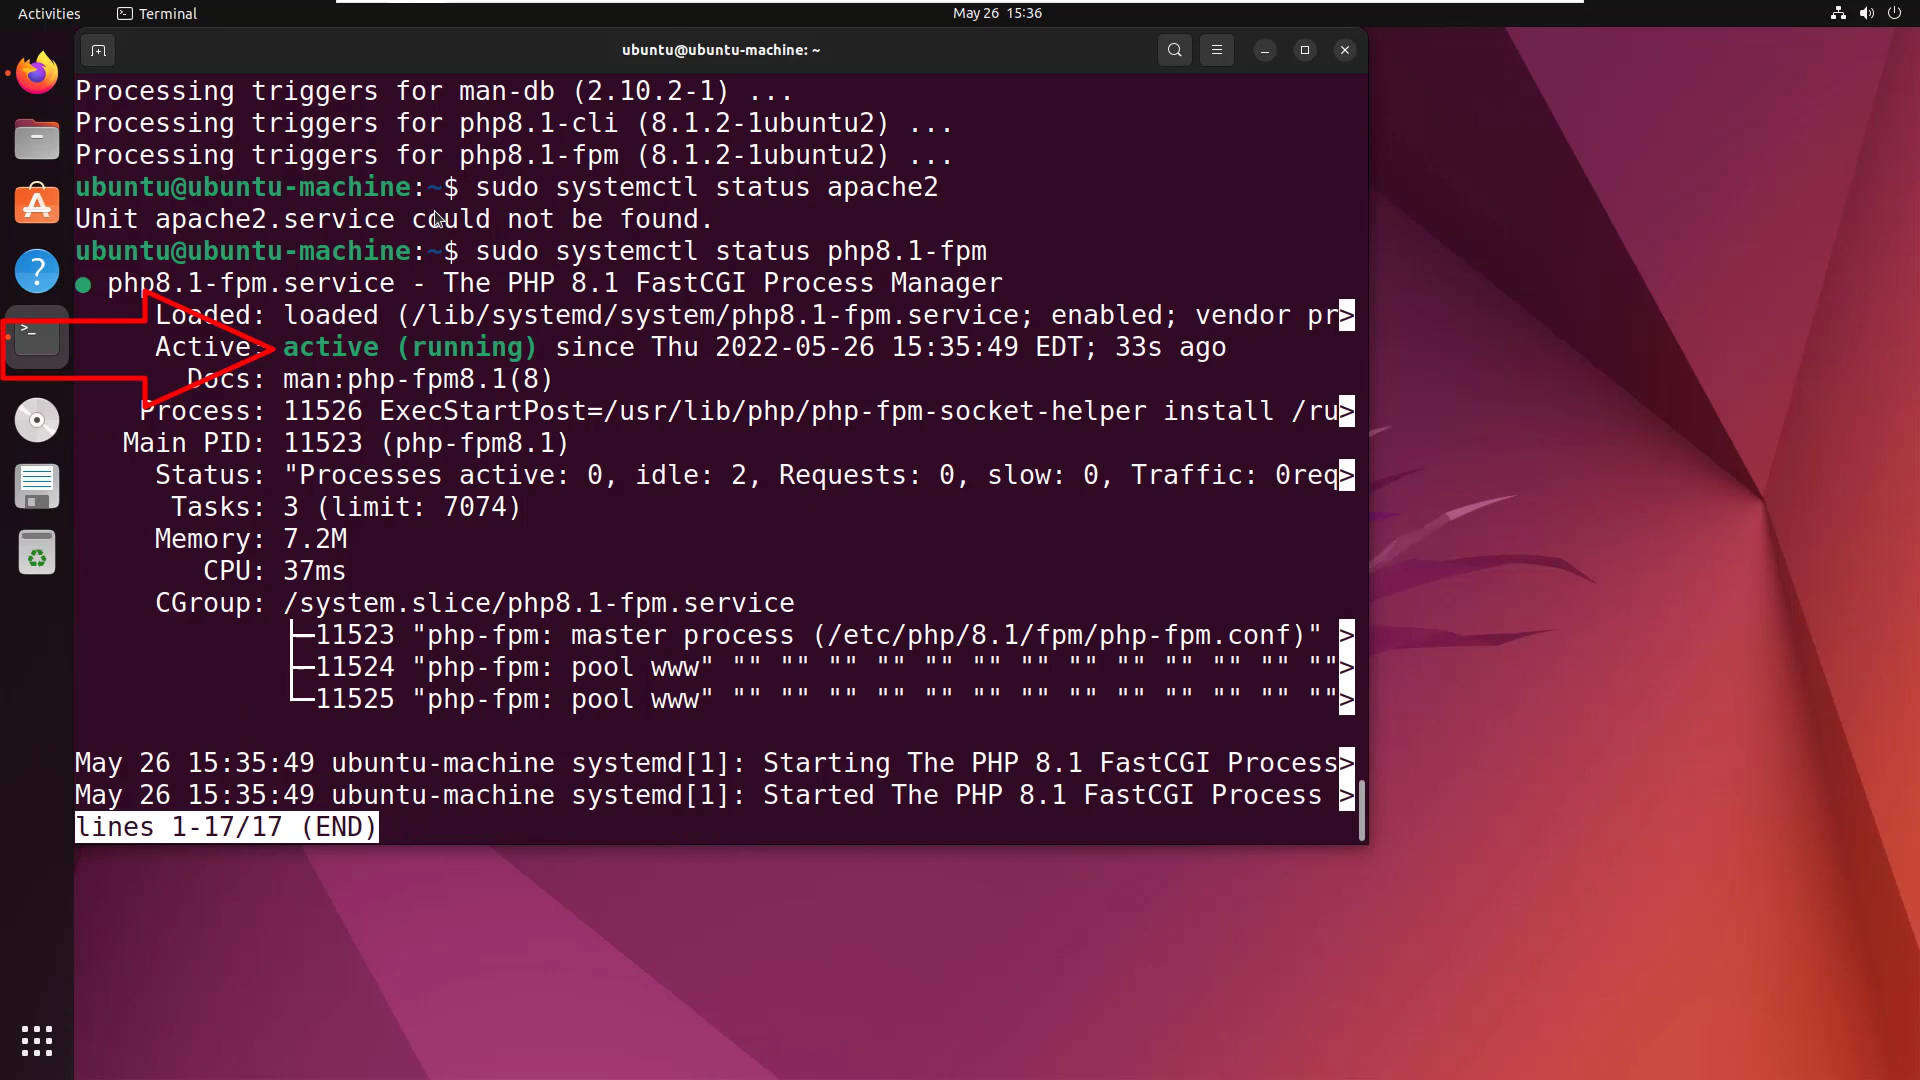 Activities
Terminal
May 26 15:36
ubuntu@ubuntu-machine: ~
Processing triggers for man-db (2.10.2-1) ...
Processing triggers for php8.1-cli (8.1.2-1ubuntu2) ...
Processing triggers for php8.1-fpm (8.1.2-1ubuntu2) ...
ubuntu@ubuntu-machine:~$ sudo systemctl status apache2
Unit apache2.service could not be found.
ubuntu@ubuntu-machine:~$ sudo systemctl status php8.1-fpm
● php8.1-fpm.service - The PHP 8.1 FastCGI Process Manager
Loaded: loaded (/lib/systemd/system/php8.1-fpm.service; enabled; vendor pr>
Active: active (running) since Thu 2022-05-26 15:35:49 EDT; 33s ago
Docs: man:php-fpm8.1(8)
Process: 11526 ExecStartPost=/usr/lib/php/php-fpm-socket-helper install /ru>
Main PID: 11523 (php-fpm8.1)
Status: "Processes active: 0, idle: 2, Requests: 0, slow: 0, Traffic: 0req>
Tasks: 3 (limit: 7074)
Memory: 7.2M
CPU: 37ms
CGroup: /system.slice/php8.1-fpm.service
├─11523 "php-fpm: master process (/etc/php/8.1/fpm/php-fpm.conf)" >
├─11524 "php-fpm: pool www" "" "" "" "" "" "" "" "" "" "" "" "" "">
└─11525 "php-fpm: pool www" "" "" "" "" "" "" "" "" "" "" "" "" "">
May 26 15:35:49 ubuntu-machine systemd[1]: Starting The PHP 8.1 FastCGI Process>
May 26 15:35:49 ubuntu-machine systemd[1]: Started The PHP 8.1 FastCGI Process >
lines 1-17/17 (END)